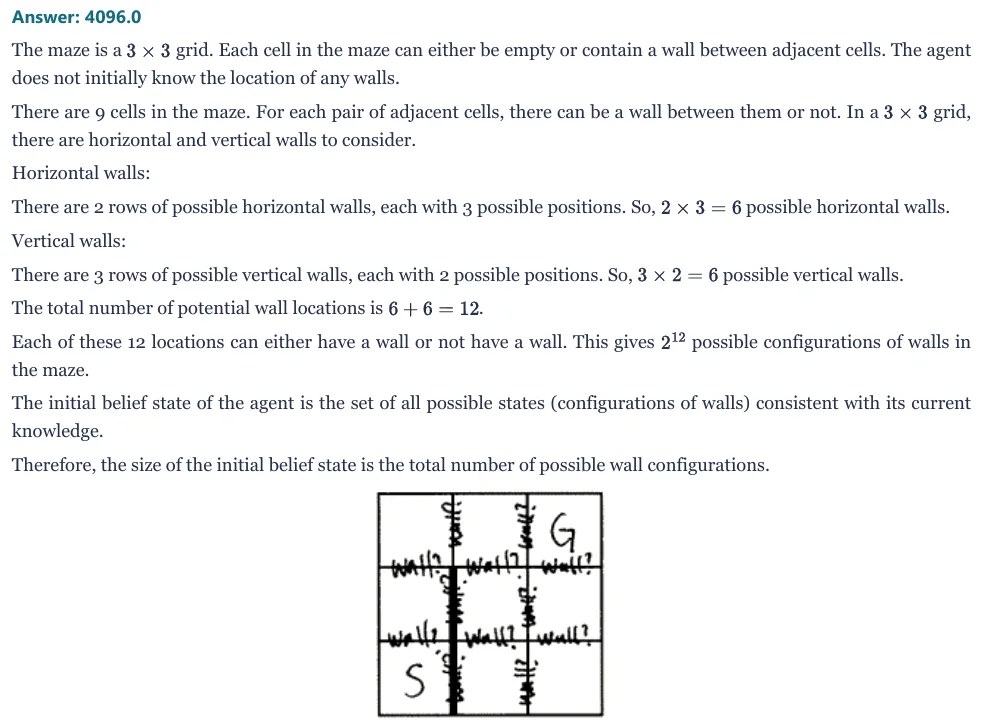 Answer: 4096.0
The maze is a 3 × 3 grid. Each cell in the maze can either be empty or contain a wall between adjacent cells. The agent
does not initially know the location of any walls.
There are 9 cells in the maze. For each pair of adjacent cells, there can be a wall between them or not. In a 3 × 3 grid,
there are horizontal and vertical walls to consider.
Horizontal walls:
There are 2 rows of possible horizontal walls, each with 3 possible positions. So, 2 × 3 = 6 possible horizontal walls.
Vertical walls:
There are 3 rows of possible vertical walls, each with 2 possible positions. So, 3 × 2 = 6 possible vertical walls.
The total number of potential wall locations is 6 + 6 = 12.
Each of these 12 locations can either have a wall or not have a wall. This gives 2¹² possible configurations of walls in
the maze.
The initial belief state of the agent is the set of all possible states (configurations of walls) consistent with its current
knowledge.
Therefore, the size of the initial belief state is the total number of possible wall configurations.
Wall? Wall? G
Wall? Wall? Wall?
Wall? Wall?
Wall? Wall? Wall?
S Wall? Wall?